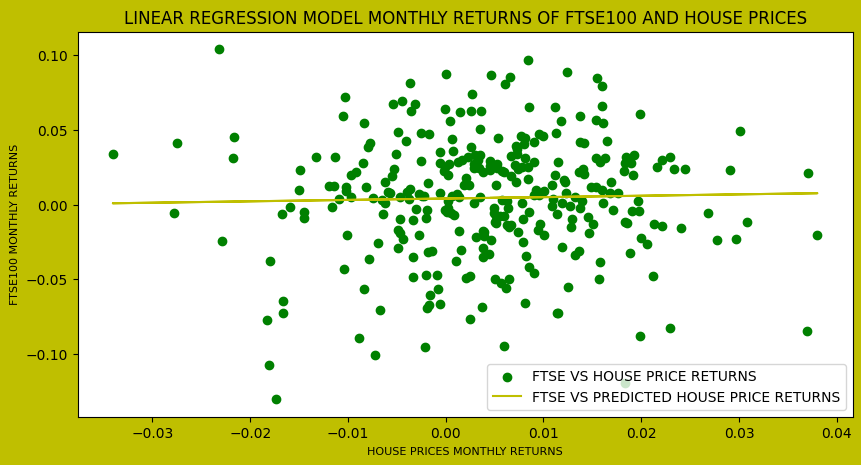 LINEAR REGRESSION MODEL MONTHLY RETURNS OF FTSE100 AND HOUSE PRICES
FTSE100 MONTHLY RETURNS
0.10
0.05
0.00
−0.05
−0.10
FTSE VS HOUSE PRICE RETURNS
FTSE VS PREDICTED HOUSE PRICE RETURNS
−0.03 −0.02 −0.01 0.00 0.01 0.02 0.03 0.04
HOUSE PRICES MONTHLY RETURNS